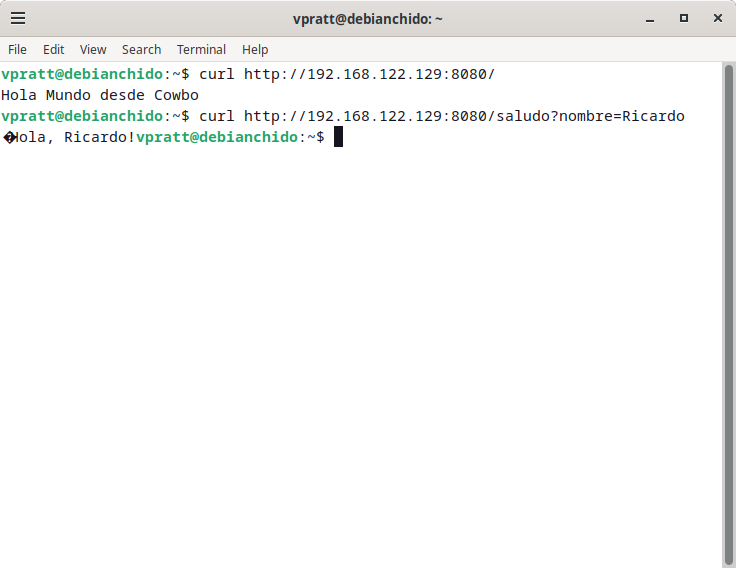 vpratt@debianchido: ~
File Edit View Search Terminal Help
vpratt@debianchido:~$ curl http://192.168.122.129:8080/
Hola Mundo desde Cowbo
vpratt@debianchido:~$ curl http://192.168.122.129:8080/saludo?nombre=Ricardo
�Hola, Ricardo!vpratt@debianchido:~$